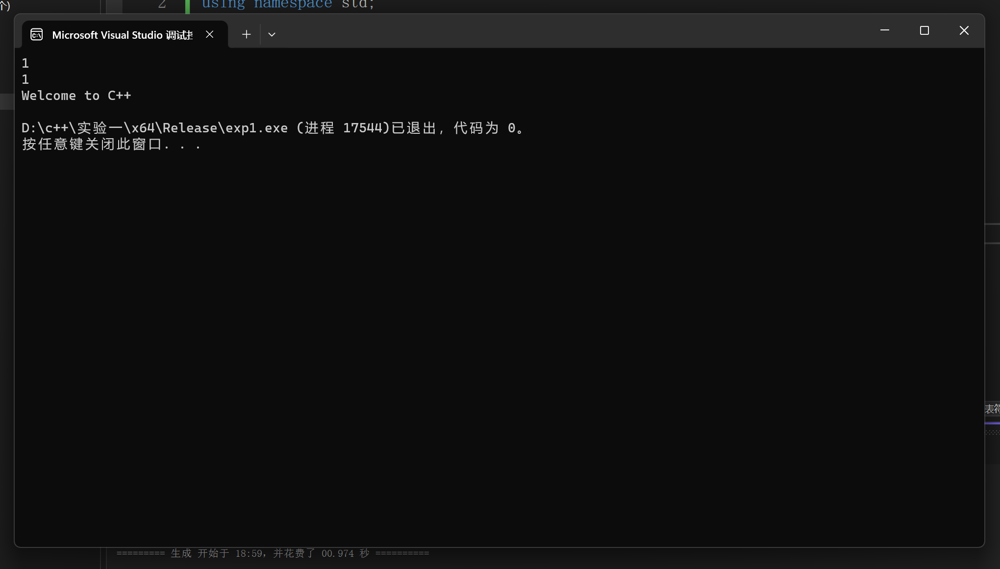 个)
2 using namespace std;
Microsoft Visual Studio 调试
1
1
Welcome to C++
D:\c++\实验一\x64\Release\exp1.exe (进程 17544)已退出，代码为 0。
按任意键关闭此窗口. . .
表符
========= 生成 开始于 18:59，并花费了 00.974 秒 ==========